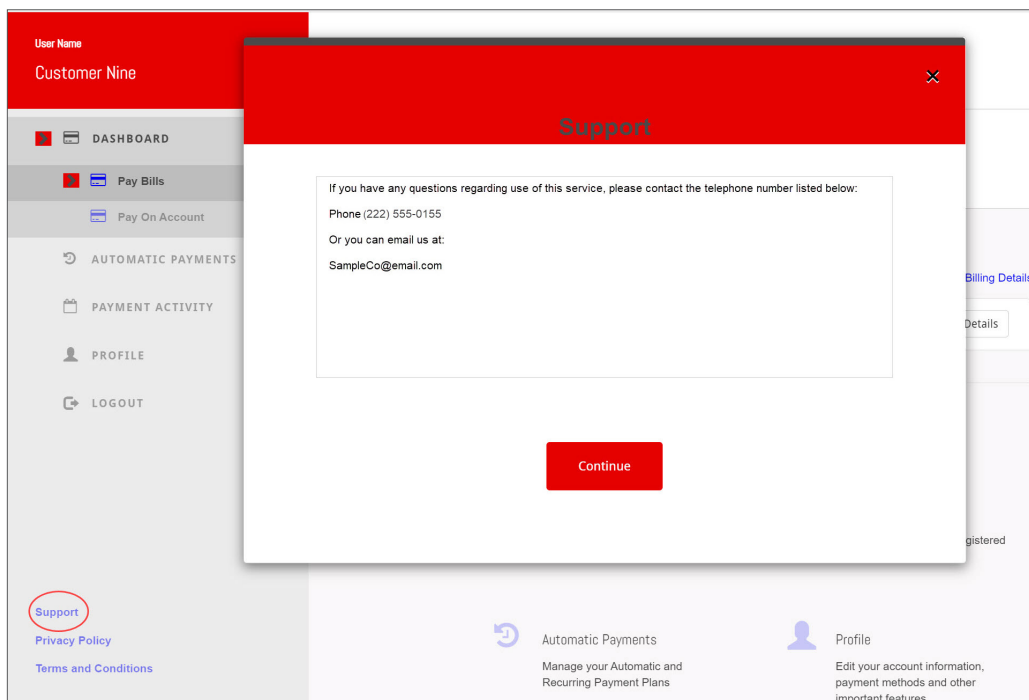 User Name
Customer Nine
DASHBOARD
Pay Bills
Pay On Account
AUTOMATIC PAYMENTS
PAYMENT ACTIVITY
PROFILE
LOGOUT
Support
Privacy Policy
Terms and Conditions
Support
If you have any questions regarding use of this service, please contact the telephone number listed below:
Phone (222) 555-0155
Or you can email us at:
SampleCo@email.com
Continue
Billing Details
Details
gistered
Automatic Payments
Manage your Automatic and
Recurring Payment Plans
Profile
Edit your account information,
payment methods and other
important features